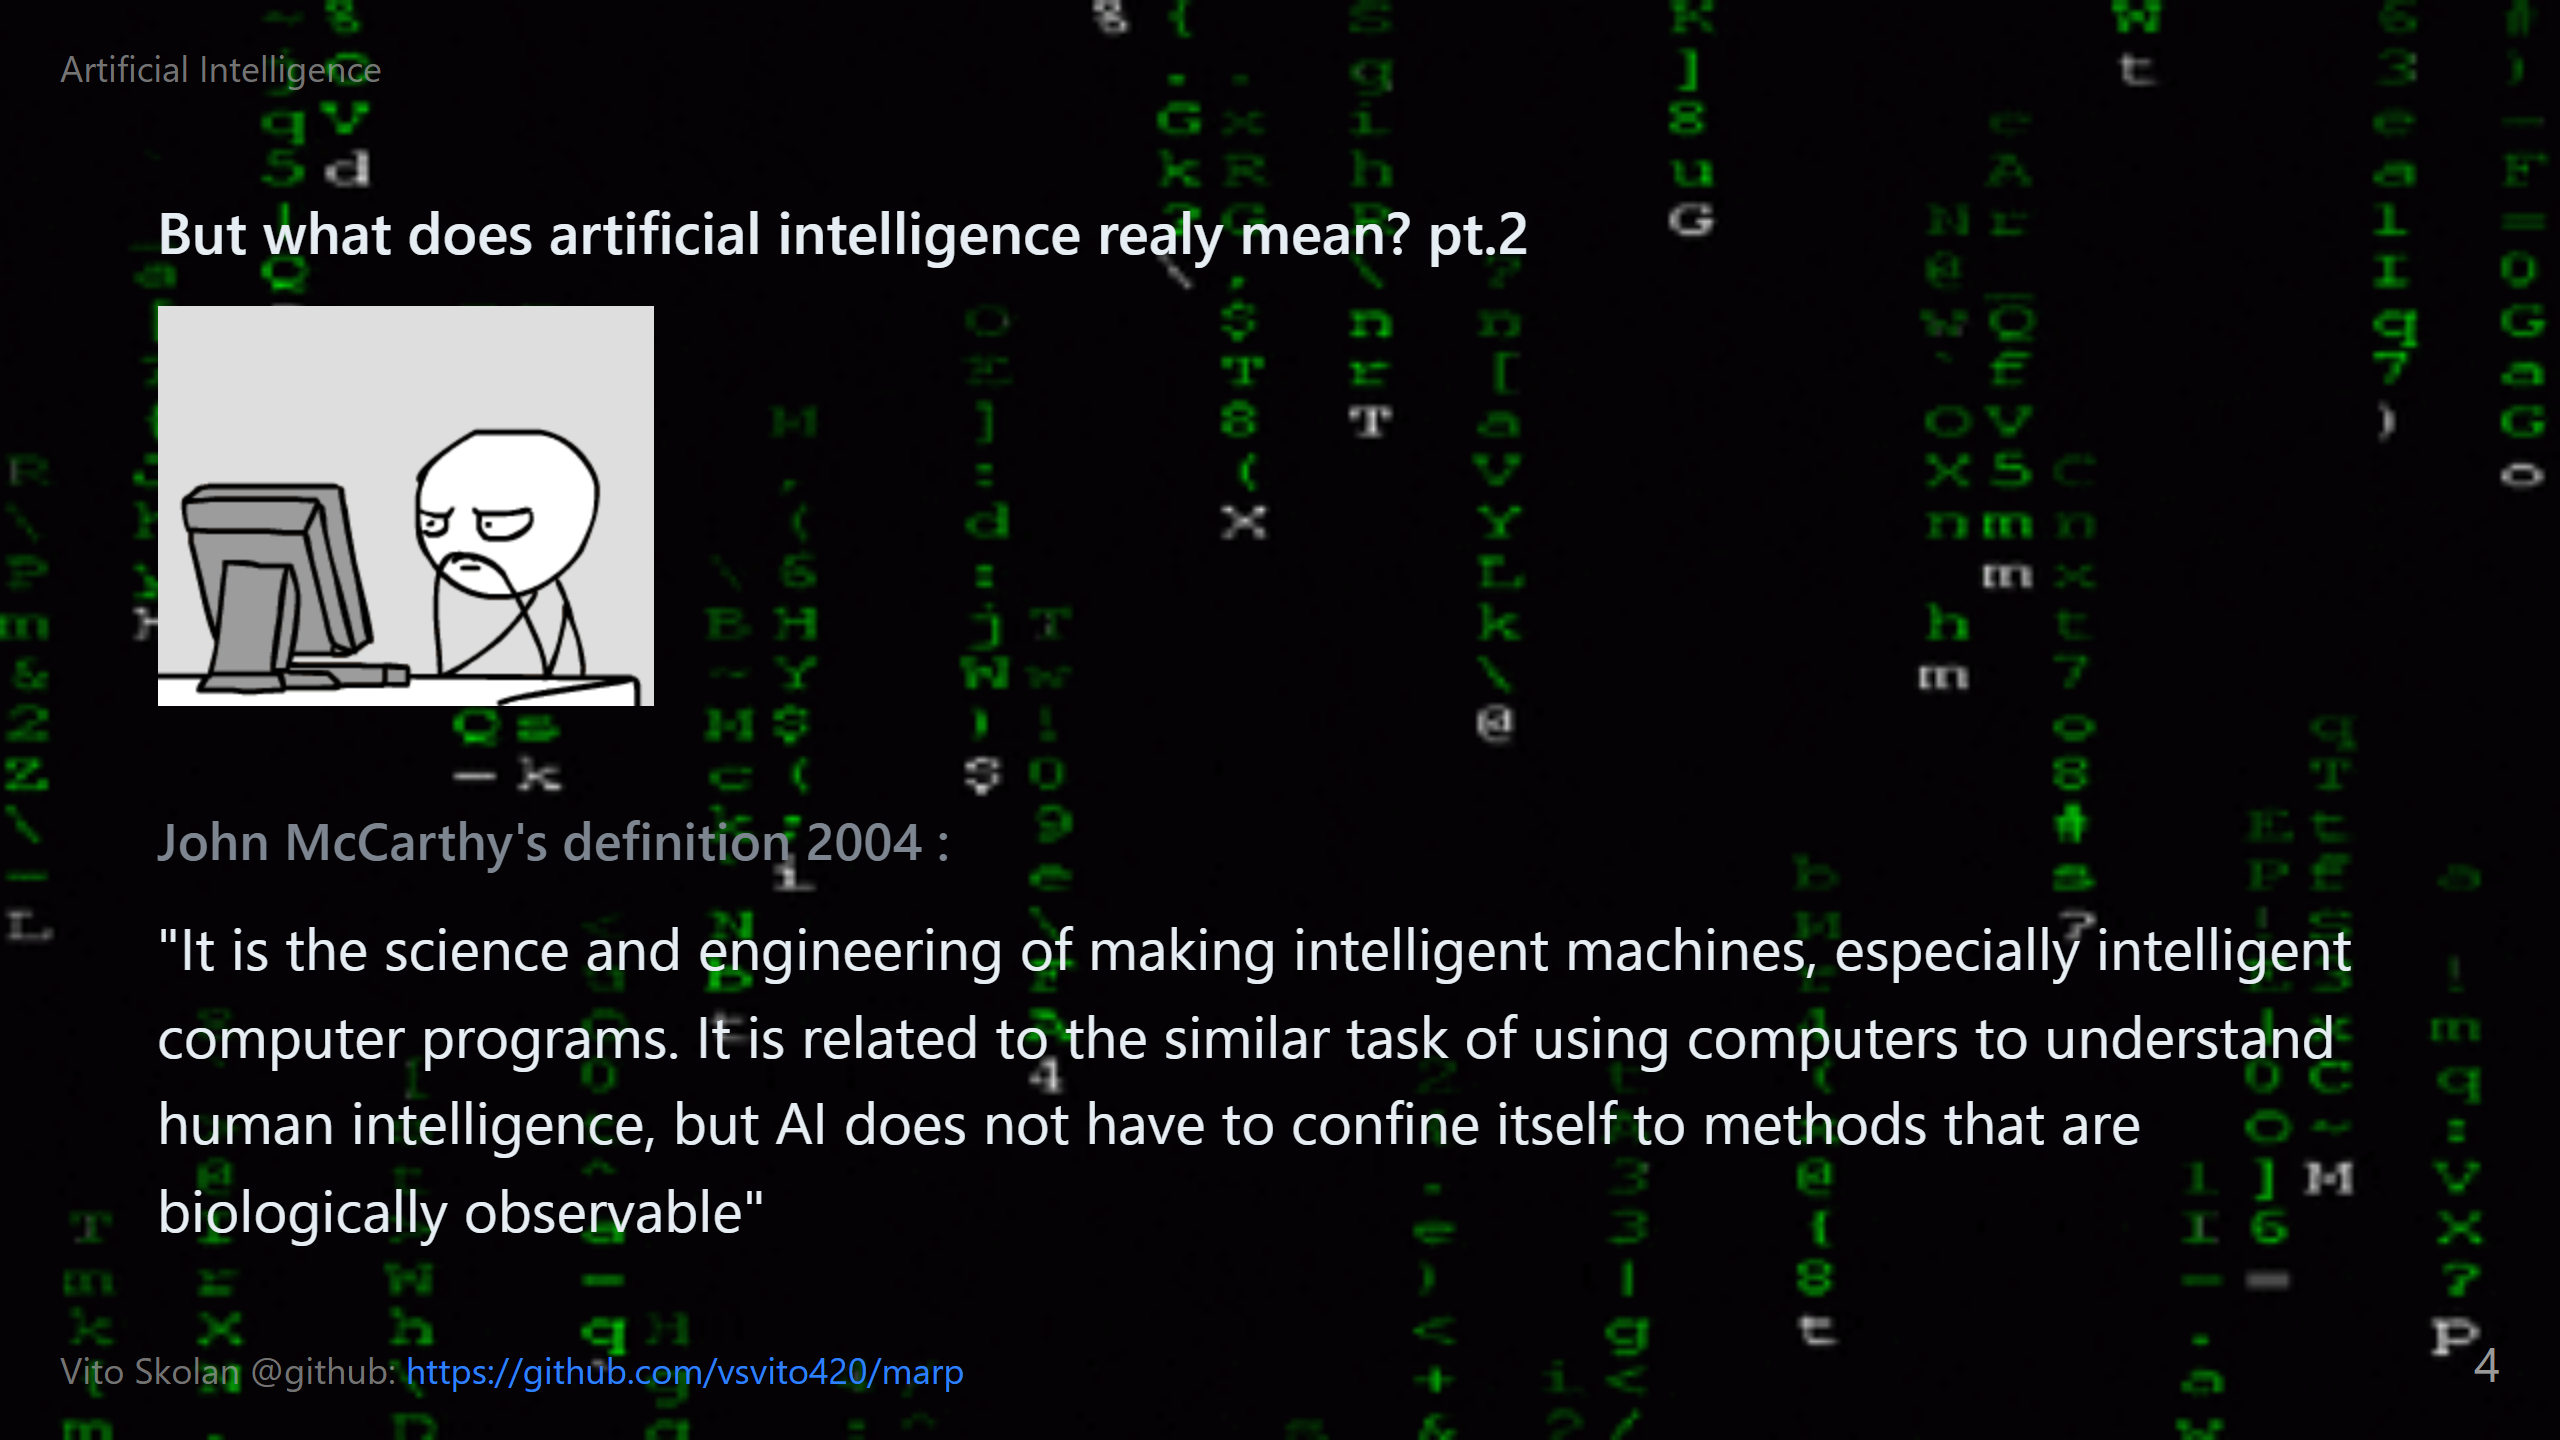 Artificial Intelligence
But what does artificial intelligence realy mean? pt.2
John McCarthy's definition 2004 :
"It is the science and engineering of making intelligent machines, especially intelligent
computer programs. It is related to the similar task of using computers to understand
human intelligence, but AI does not have to confine itself to methods that are
biologically observable"
Vito Skolan @github: https://github.com/vsvito420/marp
4